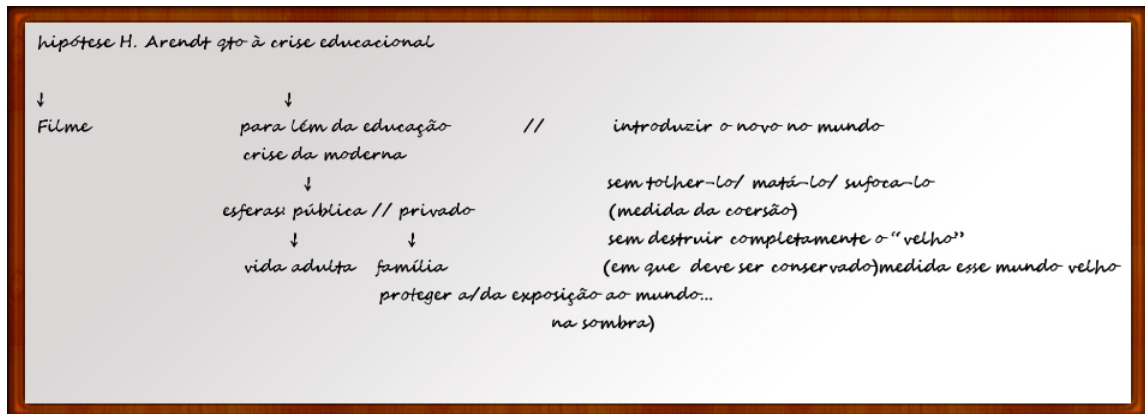 hipótese H. Arendt qto à crise educacional
↓ ↓
Filme para lém da educação // introduzir o novo no mundo
crise da moderna
↓ sem tolher-lo/ matá-lo/ sufoca-lo
esferas: pública // privado (medida da coersão)
↓ ↓ sem destruir completamente o “velho”
vida adulta família (em que deve ser conservado)medida esse mundo velho
proteger a/da exposição ao mundo...
na sombra)